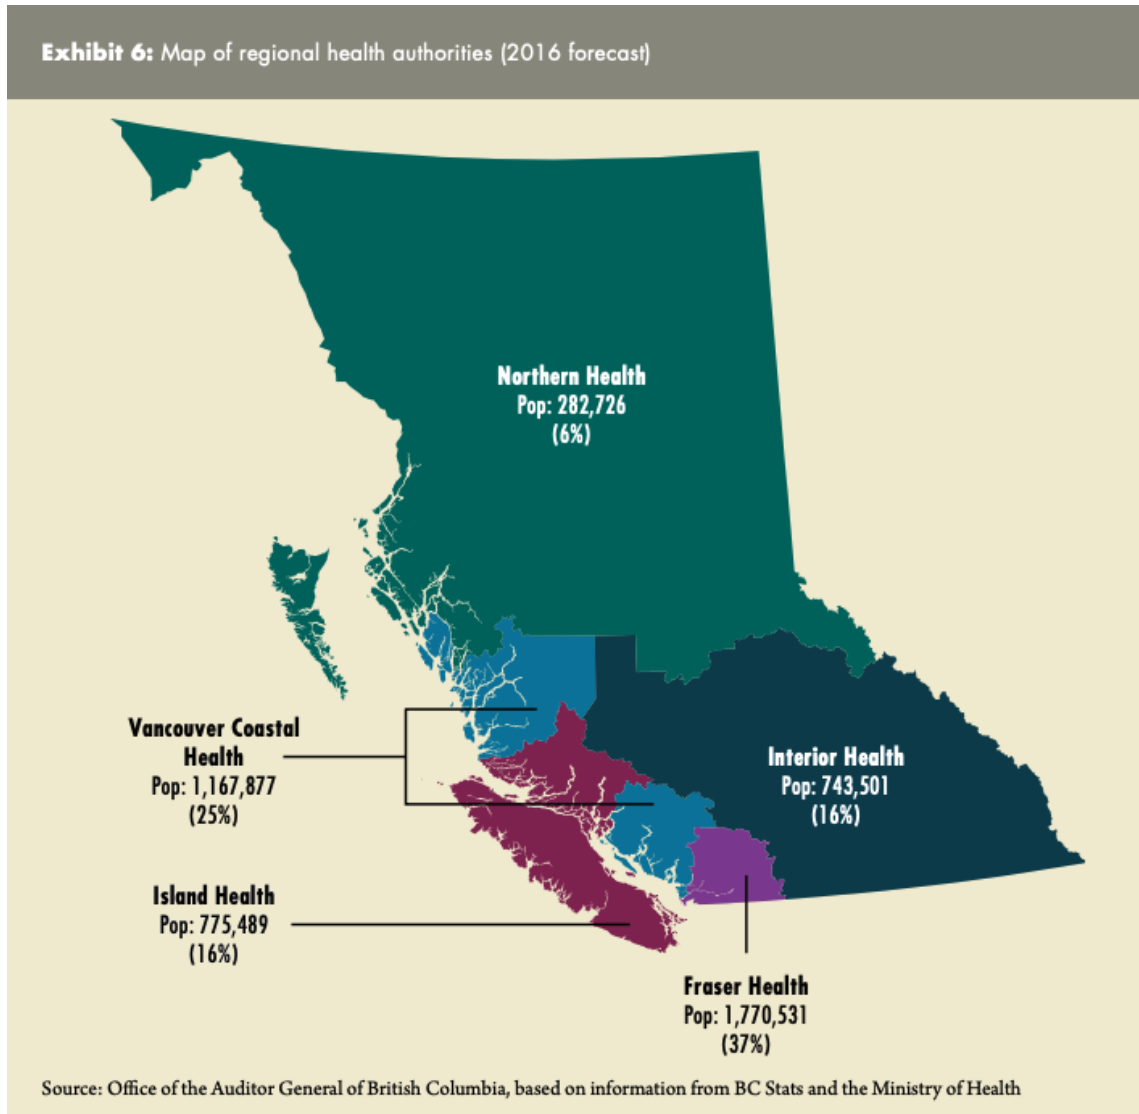 Exhibit 6: Map of regional health authorities (2016 forecast)
Northern Health
Pop: 282,726
(6%)
Vancouver Coastal
Health
Pop: 1,167,877
(25%)
Interior Health
Pop: 743,501
(16%)
Island Health
Pop: 775,489
(16%)
Fraser Health
Pop: 1,770,531
(37%)
Source: Office of the Auditor General of British Columbia, based on information from BC Stats and the Ministry of Health